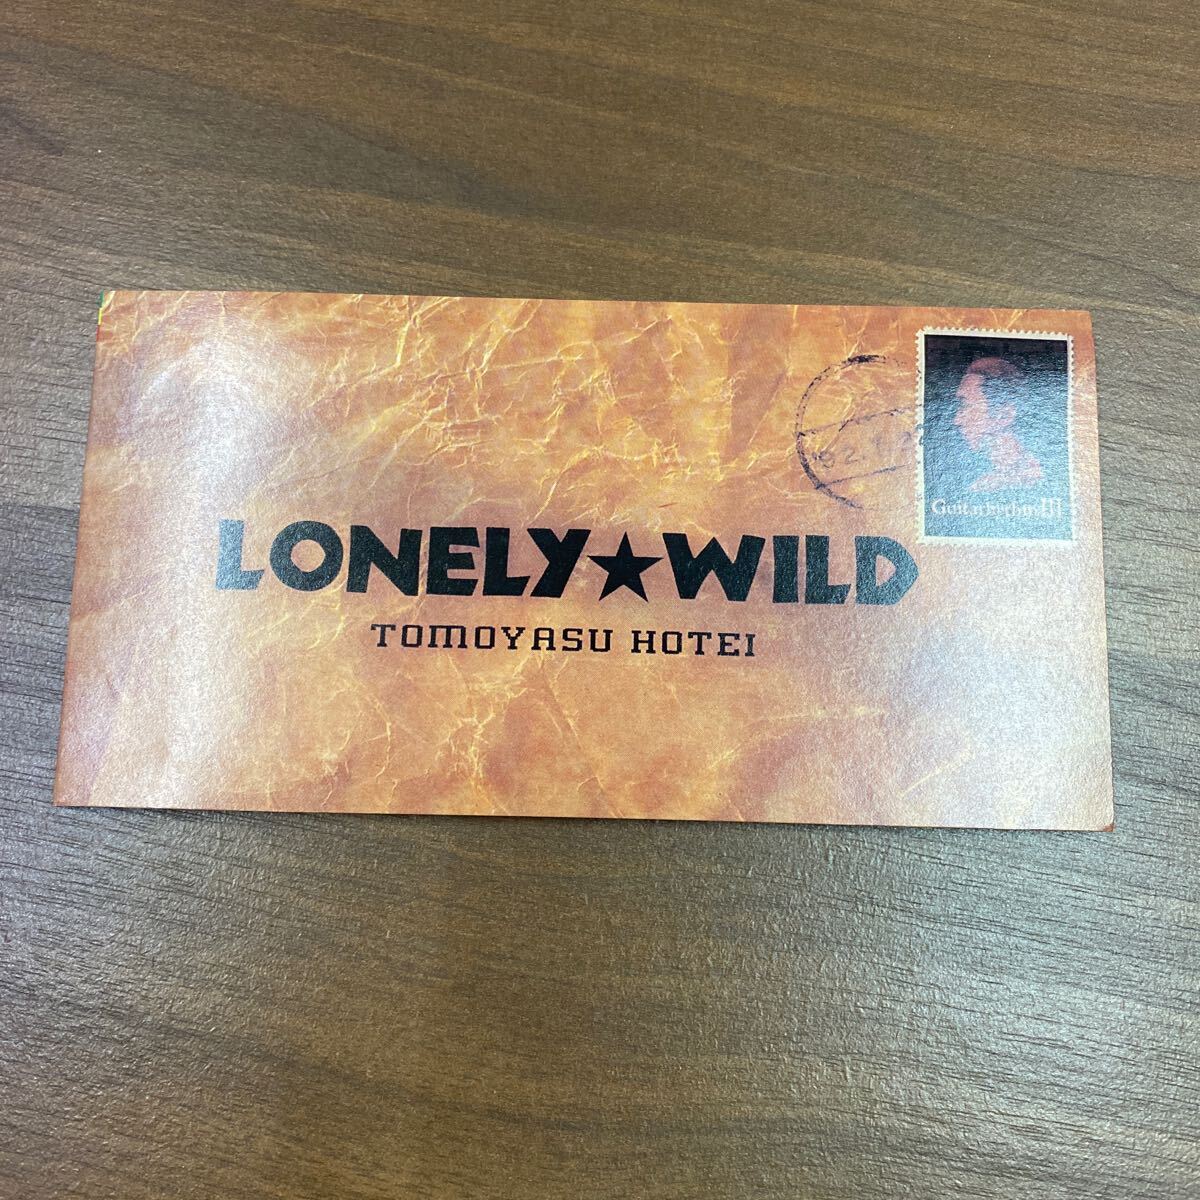 Guitarhythm III
LONELY★WILD
TOMOYASU HOTEI